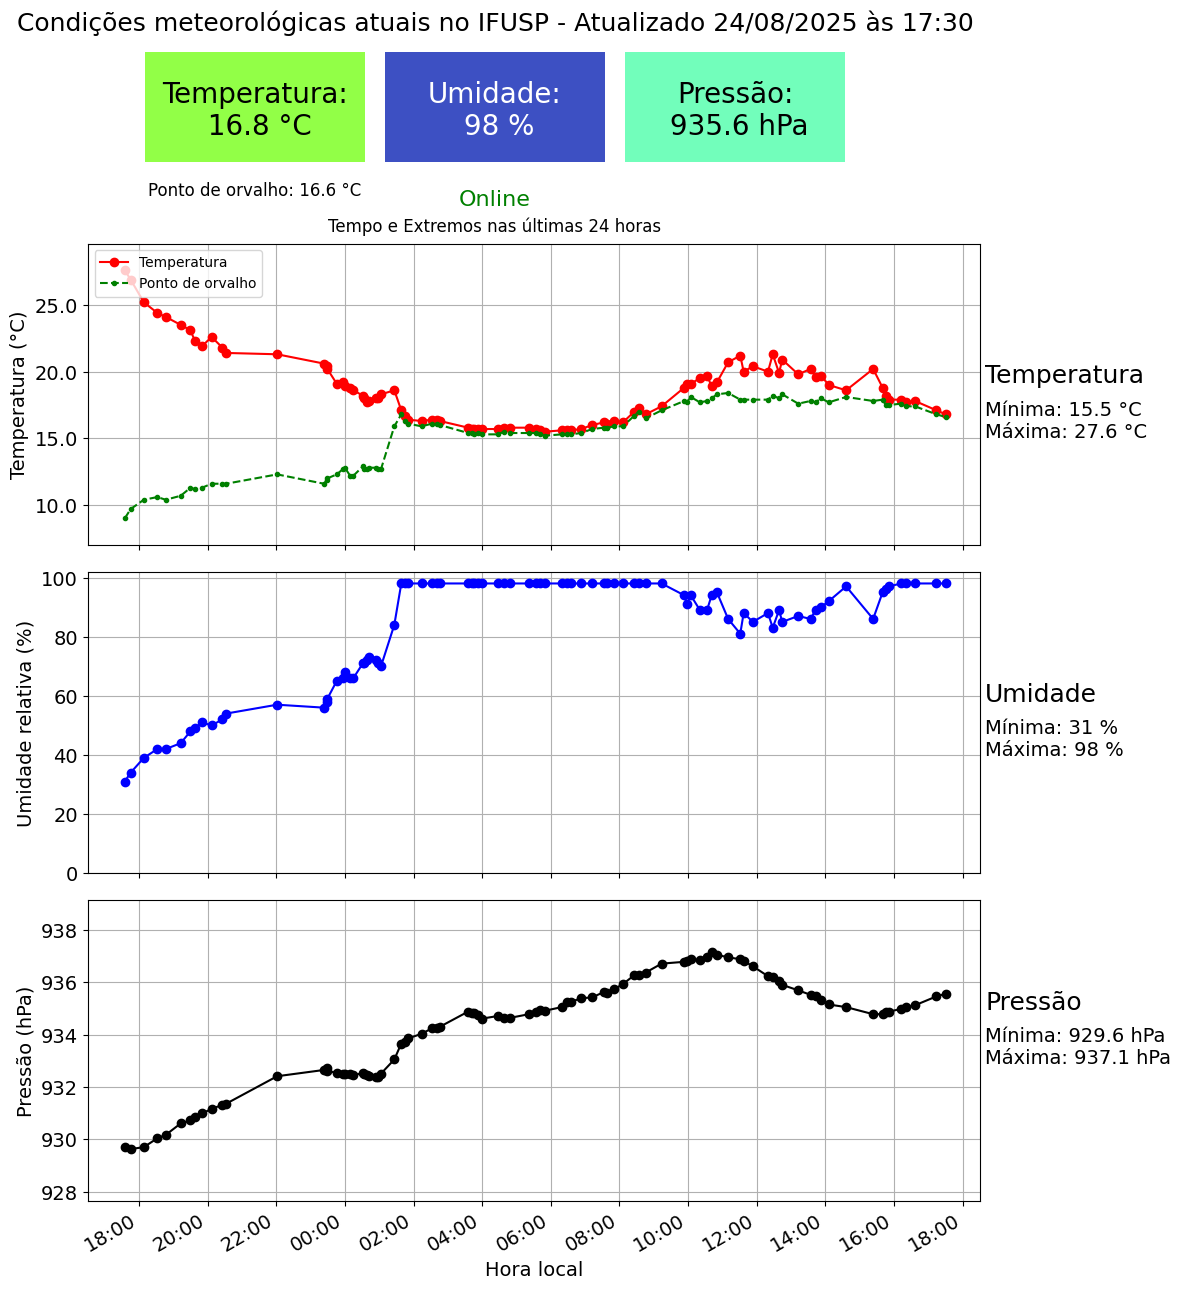 Condições meteorológicas atuais no IFUSP - Atualizado 24/08/2025 às 17:30
Temperatura:
16.8 °C
Umidade:
98 %
Pressão:
935.6 hPa
Ponto de orvalho: 16.6 °C
Online
Tempo e Extremos nas últimas 24 horas
Temperatura
Ponto de orvalho
Temperatura (°C)
25.0
20.0
15.0
10.0
Temperatura
Mínima: 15.5 °C
Máxima: 27.6 °C
Umidade relativa (%)
100
80
60
40
20
0
Umidade
Mínima: 31 %
Máxima: 98 %
Pressão (hPa)
938
936
934
932
930
928
Pressão
Mínima: 929.6 hPa
Máxima: 937.1 hPa
18:00 20:00 22:00 00:00 02:00 04:00 06:00 08:00 10:00 12:00 14:00 16:00 18:00
Hora local